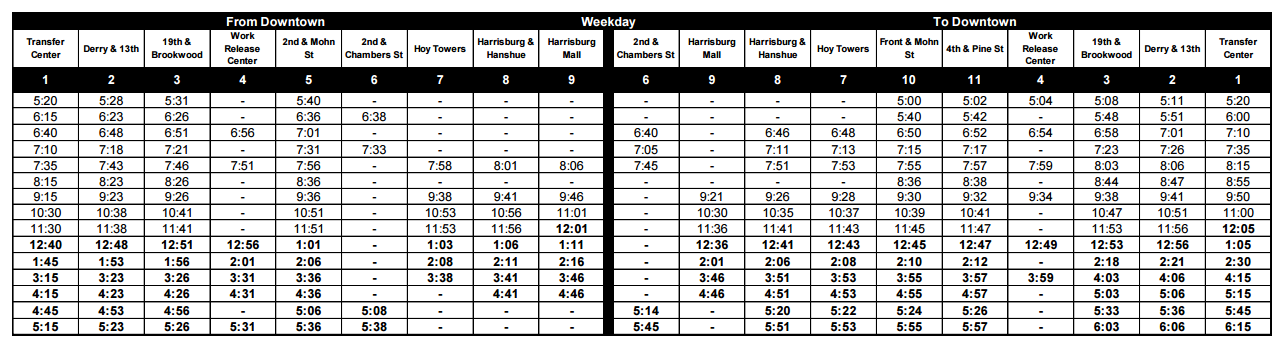 From Downtown Weekday To Downtown
Transfer Center Derry & 13th 19th & Brookwood Work Release Center 2nd & Mohn St 2nd & Chambers St Hoy Towers Harrisburg & Hanshue Harrisburg Mall 2nd & Chambers St Harrisburg Mall Harrisburg & Hanshue Hoy Towers Front & Mohn St 4th & Pine St Work Release Center 19th & Brookwood Derry & 13th Transfer Center
1 2 3 4 5 6 7 8 9 6 9 8 7 10 11 4 3 2 1
5:20 5:28 5:31 - 5:40 - - - - - - - - 5:00 5:02 5:04 5:08 5:11 5:20
6:15 6:23 6:26 - 6:36 6:38 - - - - - - - 5:40 5:42 - 5:48 5:51 6:00
6:40 6:48 6:51 6:56 7:01 - - - - 6:40 - 6:46 6:48 6:50 6:52 6:54 6:58 7:01 7:10
7:10 7:18 7:21 - 7:31 7:33 - - - 7:05 - 7:11 7:13 7:15 7:17 - 7:23 7:26 7:35
7:35 7:43 7:46 7:51 7:56 - 7:58 8:01 8:06 7:45 - 7:51 7:53 7:55 7:57 7:59 8:03 8:06 8:15
8:15 8:23 8:26 - 8:36 - - - - - - - - 8:36 8:38 - 8:44 8:47 8:55
9:15 9:23 9:26 - 9:36 - 9:38 9:41 9:46 - 9:21 9:26 9:28 9:30 9:32 9:34 9:38 9:41 9:50
10:30 10:38 10:41 - 10:51 - 10:53 10:56 11:01 - 10:30 10:35 10:37 10:39 10:41 - 10:47 10:51 11:00
11:30 11:38 11:41 - 11:51 - 11:53 11:56 12:01 - 11:36 11:41 11:43 11:45 11:47 - 11:53 11:56 12:05
12:40 12:48 12:51 12:56 1:01 - 1:03 1:06 1:11 - 12:36 12:41 12:43 12:45 12:47 12:49 12:53 12:56 1:05
1:45 1:53 1:56 2:01 2:06 - 2:08 2:11 2:16 - 2:01 2:06 2:08 2:10 2:12 - 2:18 2:21 2:30
3:15 3:23 3:26 3:31 3:36 - 3:38 3:41 3:46 - 3:46 3:51 3:53 3:55 3:57 3:59 4:03 4:06 4:15
4:15 4:23 4:26 4:31 4:36 - - 4:41 4:46 - 4:46 4:51 4:53 4:55 4:57 - 5:03 5:06 5:15
4:45 4:53 4:56 - 5:06 5:08 - - - 5:14 - 5:20 5:22 5:24 5:26 - 5:33 5:36 5:45
5:15 5:23 5:26 5:31 5:36 5:38 - - - 5:45 - 5:51 5:53 5:55 5:57 - 6:03 6:06 6:15